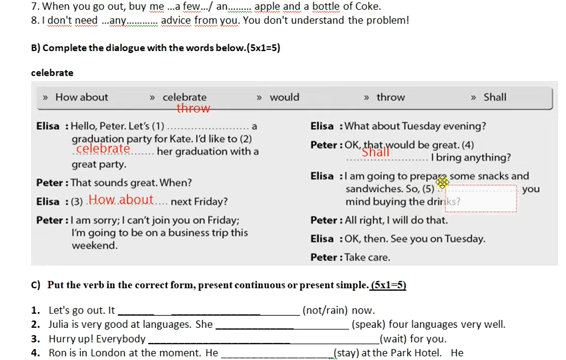 7. When you go out, buy me ...a few.../ an......... apple and a bottle of Coke.
8. I don't need ...any............ advice from you. You don't understand the problem!
B) Complete the dialogue with the words below.(5x1=5)
celebrate
» How about » celebrate » would » throw » Shall
throw
Elisa : Hello, Peter. Let's (1) ........................ a
graduation party for Kate. I'd like to (2)
celebrate ........................ her graduation with a
great party.
Peter : That sounds great. When?
Elisa : (3) How about .... next Friday?
Peter : I am sorry; I can't join you on Friday;
I'm going to be on a business trip this
weekend.
Elisa : What about Tuesday evening?
Peter : OK, that would be great. (4)
Shall ........................ I bring anything?
Elisa : I am going to prepare some snacks and
sandwiches. So, (5) you
mind buying the drinks?
Peter : All right, I will do that.
Elisa : OK, then. See you on Tuesday.
Peter : Take care.
C) Put the verb in the correct form, present continuous or present simple. (5x1=5)
1. Let's go out. It ______ ____________________ (not/rain) now.
2. Julia is very good at languages. She ____________________ (speak) four languages very well.
3. Hurry up! Everybody ______________________________ (wait) for you.
4. Ron is in London at the moment. He ____________________ (stay) at the Park Hotel. He